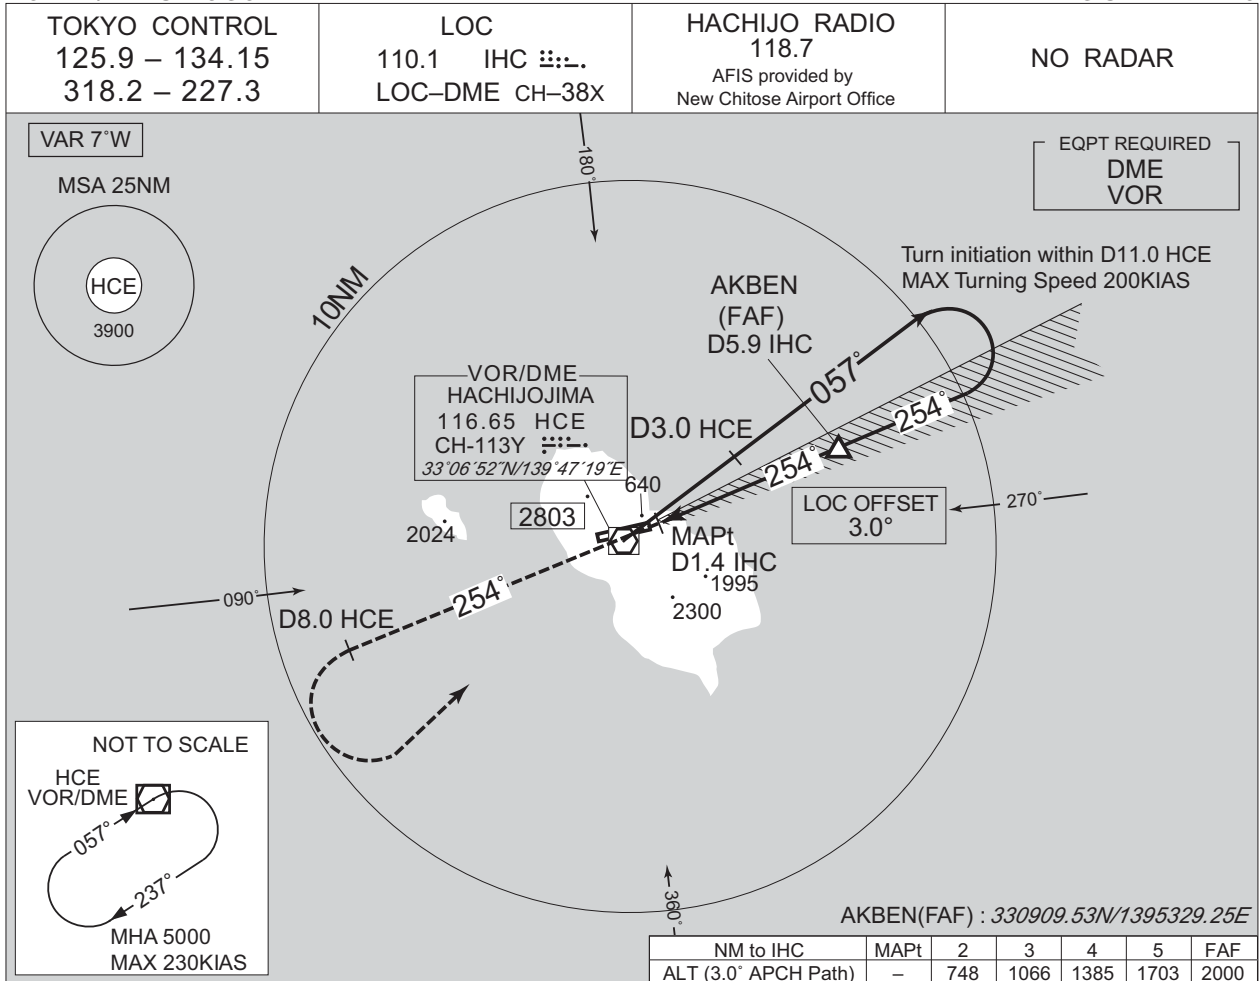 TOKYO CONTROL
125.9 – 134.15
318.2 – 227.3
LOC
110.1 IHC
LOC–DME CH–38X
HACHIJO RADIO
118.7
AFIS provided by
New Chitose Airport Office
NO RADAR
VAR 7°W
MSA 25NM
HCE
3900
10NM
180°
EQPT REQUIRED
DME
VOR
Turn initiation within D11.0 HCE
MAX Turning Speed 200KIAS
AKBEN
(FAF)
D5.9 IHC
057°
254°
254°
VOR/DME
HACHIJOJIMA
116.65 HCE
CH-113Y
33°06´52˝N/139°47´19˝E
D3.0 HCE
640
2803
2024
LOC OFFSET
3.0°
270°
MAPt
D1.4 IHC
1995
2300
090°
254°
D8.0 HCE
NOT TO SCALE
HCE
VOR/DME
057°
237°
MHA 5000
MAX 230KIAS
360°
AKBEN(FAF) : 330909.53N/1395329.25E
NM to IHC MAPt 2 3 4 5 FAF
ALT (3.0° APCH Path) – 748 1066 1385 1703 2000